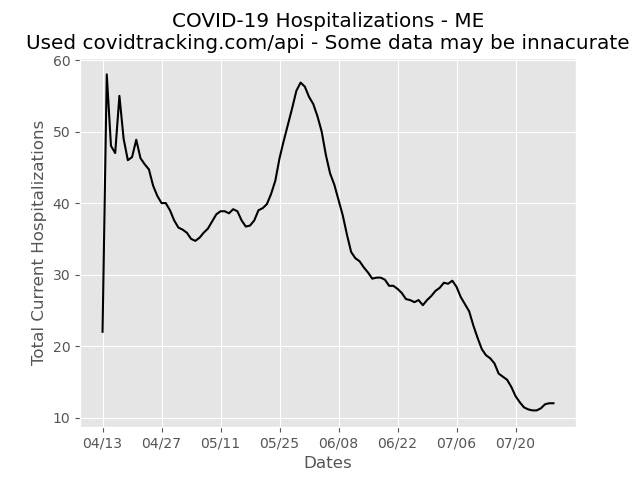 COVID-19 Hospitalizations - ME
Used covidtracking.com/api - Some data may be innacurate
Total Current Hospitalizations
60
50
40
30
20
10
04/13 04/27 05/11 05/25 06/08 06/22 07/06 07/20
Dates